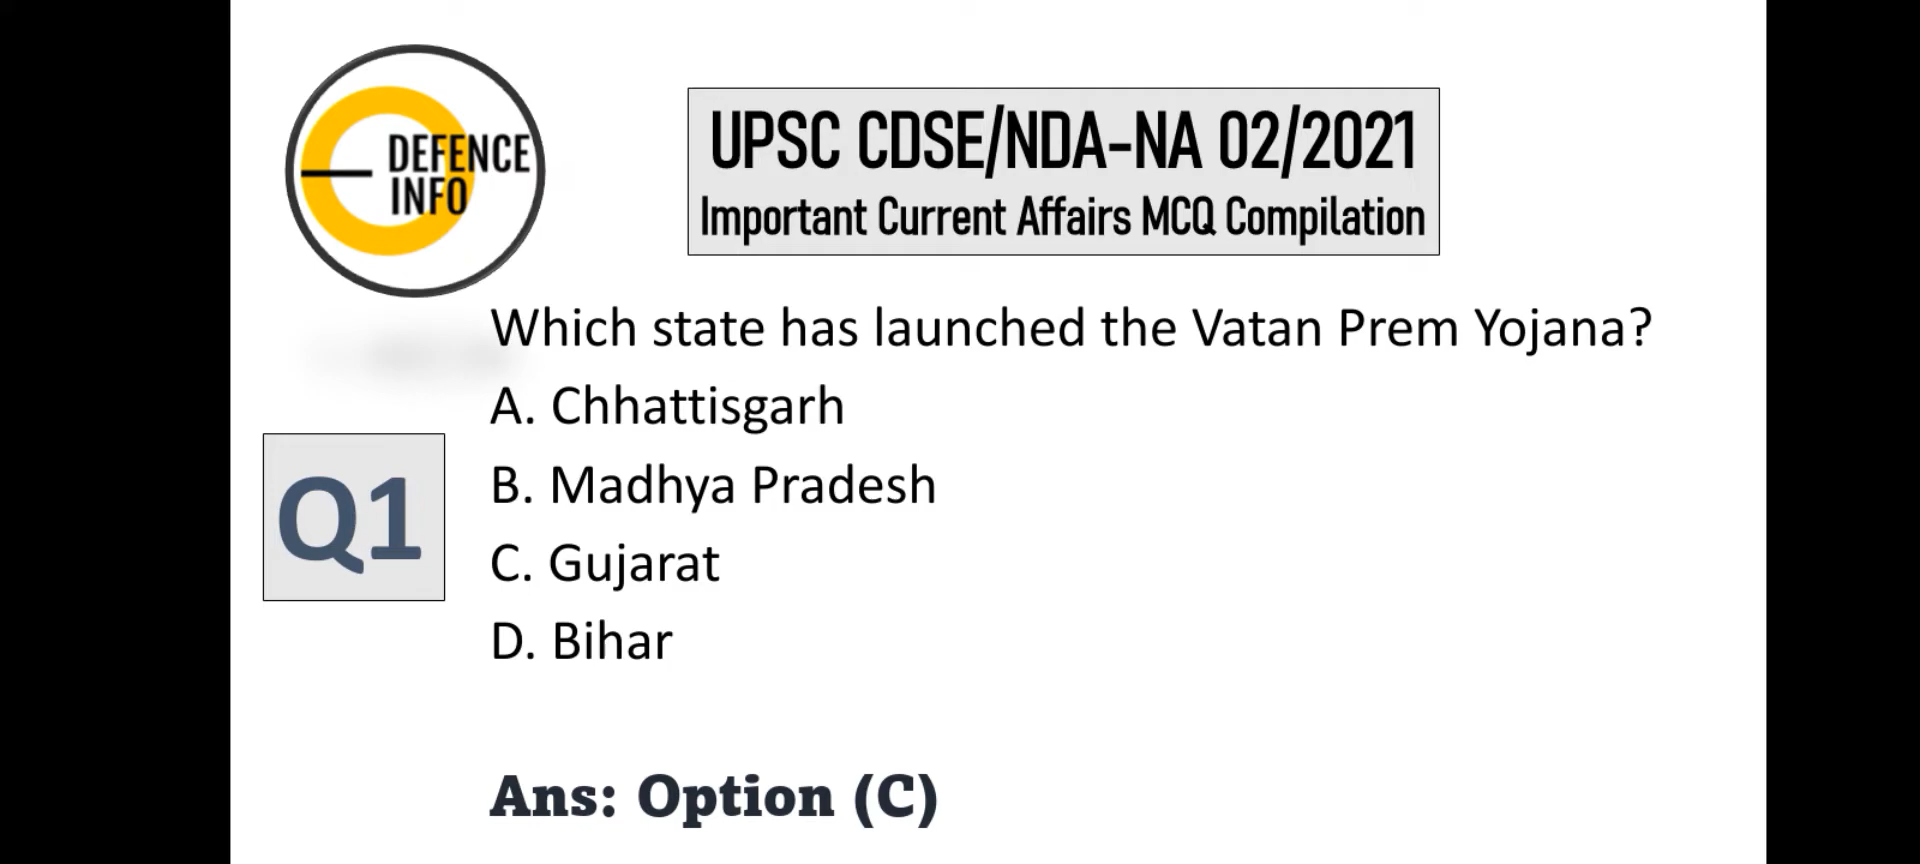 DEFENCE
INFO
UPSC CDSE/NDA-NA 02/2021
Important Current Affairs MCQ Compilation
Q1
Which state has launched the Vatan Prem Yojana?
A. Chhattisgarh
B. Madhya Pradesh
C. Gujarat
D. Bihar
Ans: Option (C)